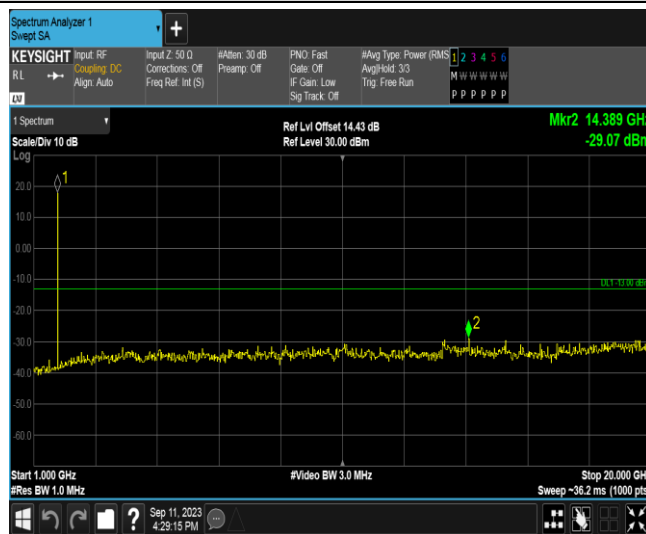 Spectrum Analyzer 1
Swept SA
+
KEYSIGHT Input: RF Input Z: 50 Ω #Atten: 30 dB PNO: Fast #Avg Type: Power (RMS 1 2 3 4 5 6
RL Coupling: DC Corrections: Off Preamp: Off Gate: Off Avg|Hold: 3/3 M W W W W W
Align: Auto Freq Ref: Int (S) IF Gain: Low Trig: Free Run
Sig Track: Off P P P P P P
LXI
1 Spectrum Ref Lvl Offset 14.43 dB Mkr2 14.389 GHz
Scale/Div 10 dB Ref Level 30.00 dBm -29.07 dBm
Log
1
20.0
10.0
0.00
-10.0
DL1 -13.00 dBm
-20.0
2
-30.0
-40.0
-50.0
-60.0
Start 1.000 GHz #Video BW 3.0 MHz Stop 20.000 GHz
#Res BW 1.0 MHz Sweep ~36.2 ms (1000 pts
? Sep 11, 2023
4:29:15 PM